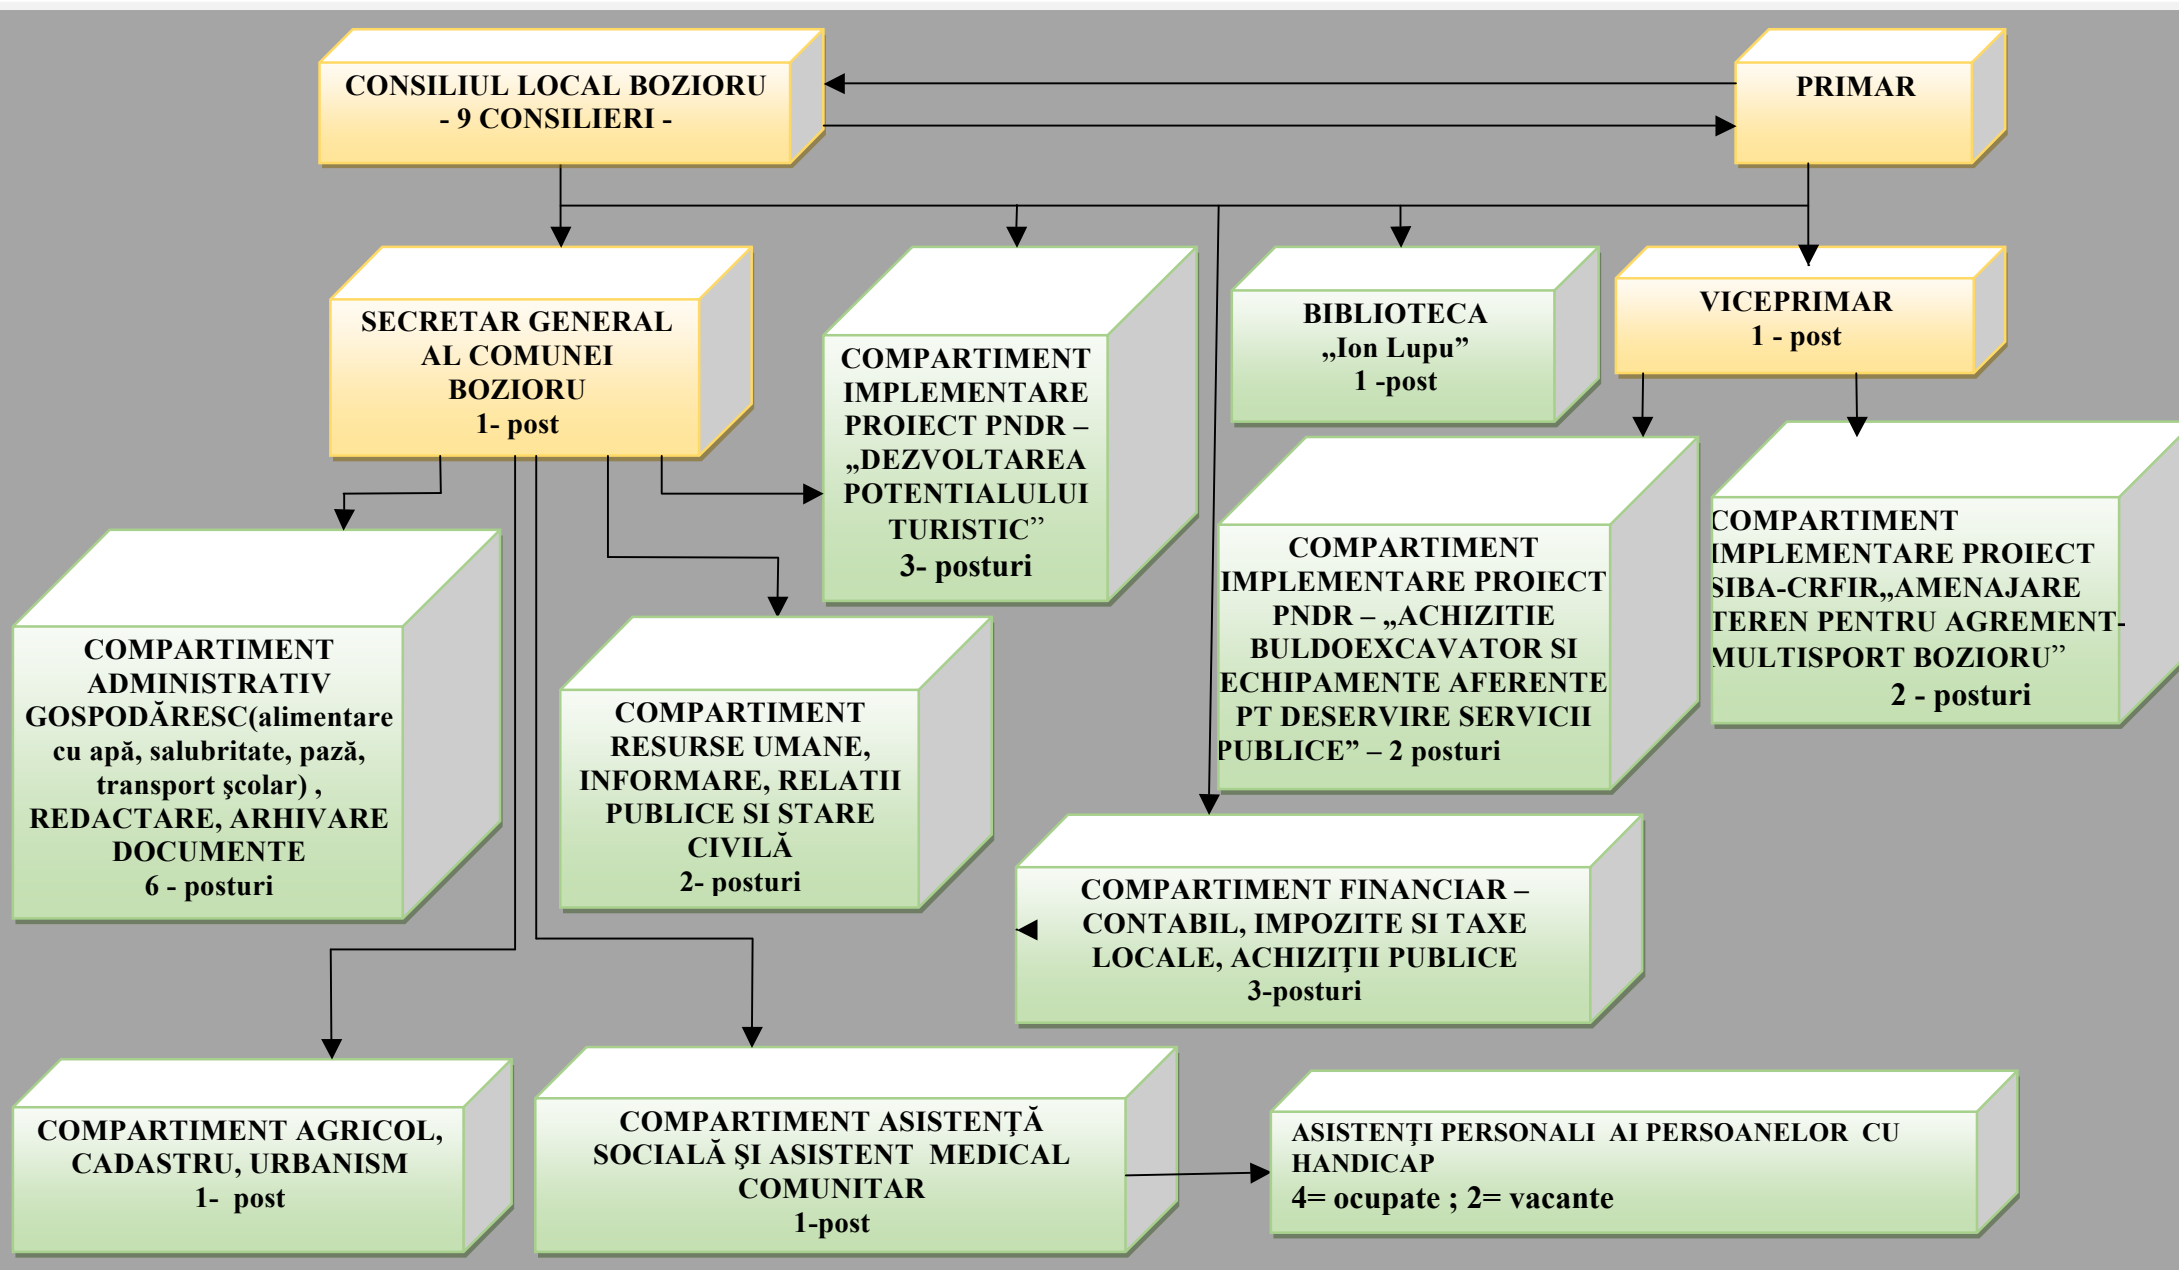 CONSILIUL LOCAL BOZIORU
- 9 CONSILIERI -
PRIMAR
SECRETAR GENERAL
AL COMUNEI
BOZIORU
1- post
COMPARTIMENT
IMPLEMENTARE
PROIECT PNDR –
„DEZVOLTAREA
POTENTIALULUI
TURISTIC”
3- posturi
BIBLIOTECA
„Ion Lupu”
1 -post
VICEPRIMAR
1 - post
COMPARTIMENT
IMPLEMENTARE PROIECT
PNDR – „ACHIZITIE
BULDOEXCAVATOR SI
ECHIPAMENTE AFERENTE
PT DESERVIRE SERVICII
PUBLICE” – 2 posturi
COMPARTIMENT
IMPLEMENTARE PROIECT
SIBA-CRFIR„AMENAJARE
TEREN PENTRU AGREMENT-
MULTISPORT BOZIORU”
2 - posturi
COMPARTIMENT
ADMINISTRATIV
GOSPODĂRESC(alimentare
cu apă, salubritate, pază,
transport şcolar) ,
REDACTARE, ARHIVARE
DOCUMENTE
6 - posturi
COMPARTIMENT
RESURSE UMANE,
INFORMARE, RELATII
PUBLICE SI STARE
CIVILĂ
2- posturi
COMPARTIMENT FINANCIAR –
CONTABIL, IMPOZITE SI TAXE
LOCALE, ACHIZIŢII PUBLICE
3-posturi
COMPARTIMENT AGRICOL,
CADASTRU, URBANISM
1-  post
COMPARTIMENT ASISTENŢĂ
SOCIALĂ ŞI ASISTENT  MEDICAL
COMUNITAR
1-post
ASISTENŢI PERSONALI  AI PERSOANELOR  CU
HANDICAP
4= ocupate ; 2= vacante